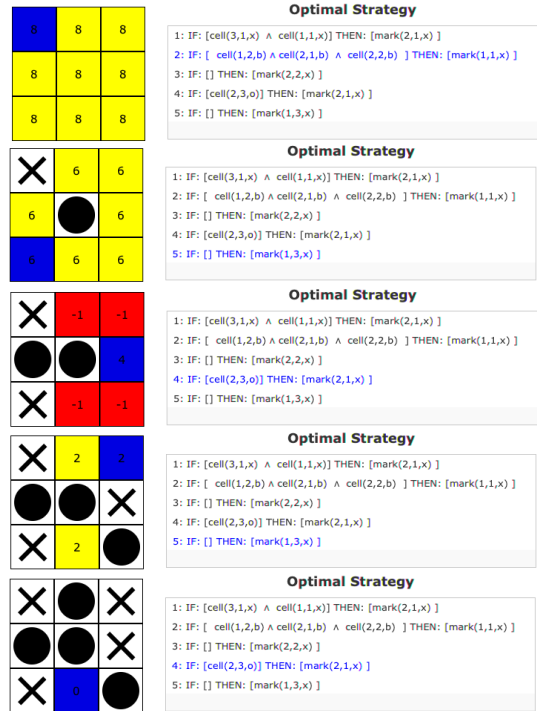 8 8 8
8 8 8
8 8 8
Optimal Strategy
1: IF: [cell(3,1,x) ∧ cell(1,1,x)] THEN: [mark(2,1,x) ]
2: IF: [ cell(1,2,b) ∧ cell(2,1,b) ∧ cell(2,2,b) ] THEN: [mark(1,1,x) ]
3: IF: [] THEN: [mark(2,2,x) ]
4: IF: [cell(2,3,o)] THEN: [mark(2,1,x) ]
5: IF: [] THEN: [mark(1,3,x) ]
6 6
6 6
6 6 6
Optimal Strategy
1: IF: [cell(3,1,x) ∧ cell(1,1,x)] THEN: [mark(2,1,x) ]
2: IF: [ cell(1,2,b) ∧ cell(2,1,b) ∧ cell(2,2,b) ] THEN: [mark(1,1,x) ]
3: IF: [] THEN: [mark(2,2,x) ]
4: IF: [cell(2,3,o)] THEN: [mark(2,1,x) ]
5: IF: [] THEN: [mark(1,3,x) ]
-1 -1
4
-1 -1
Optimal Strategy
1: IF: [cell(3,1,x) ∧ cell(1,1,x)] THEN: [mark(2,1,x) ]
2: IF: [ cell(1,2,b) ∧ cell(2,1,b) ∧ cell(2,2,b) ] THEN: [mark(1,1,x) ]
3: IF: [] THEN: [mark(2,2,x) ]
4: IF: [cell(2,3,o)] THEN: [mark(2,1,x) ]
5: IF: [] THEN: [mark(1,3,x) ]
2 2
2
Optimal Strategy
1: IF: [cell(3,1,x) ∧ cell(1,1,x)] THEN: [mark(2,1,x) ]
2: IF: [ cell(1,2,b) ∧ cell(2,1,b) ∧ cell(2,2,b) ] THEN: [mark(1,1,x) ]
3: IF: [] THEN: [mark(2,2,x) ]
4: IF: [cell(2,3,o)] THEN: [mark(2,1,x) ]
5: IF: [] THEN: [mark(1,3,x) ]
0
Optimal Strategy
1: IF: [cell(3,1,x) ∧ cell(1,1,x)] THEN: [mark(2,1,x) ]
2: IF: [ cell(1,2,b) ∧ cell(2,1,b) ∧ cell(2,2,b) ] THEN: [mark(1,1,x) ]
3: IF: [] THEN: [mark(2,2,x) ]
4: IF: [cell(2,3,o)] THEN: [mark(2,1,x) ]
5: IF: [] THEN: [mark(1,3,x) ]